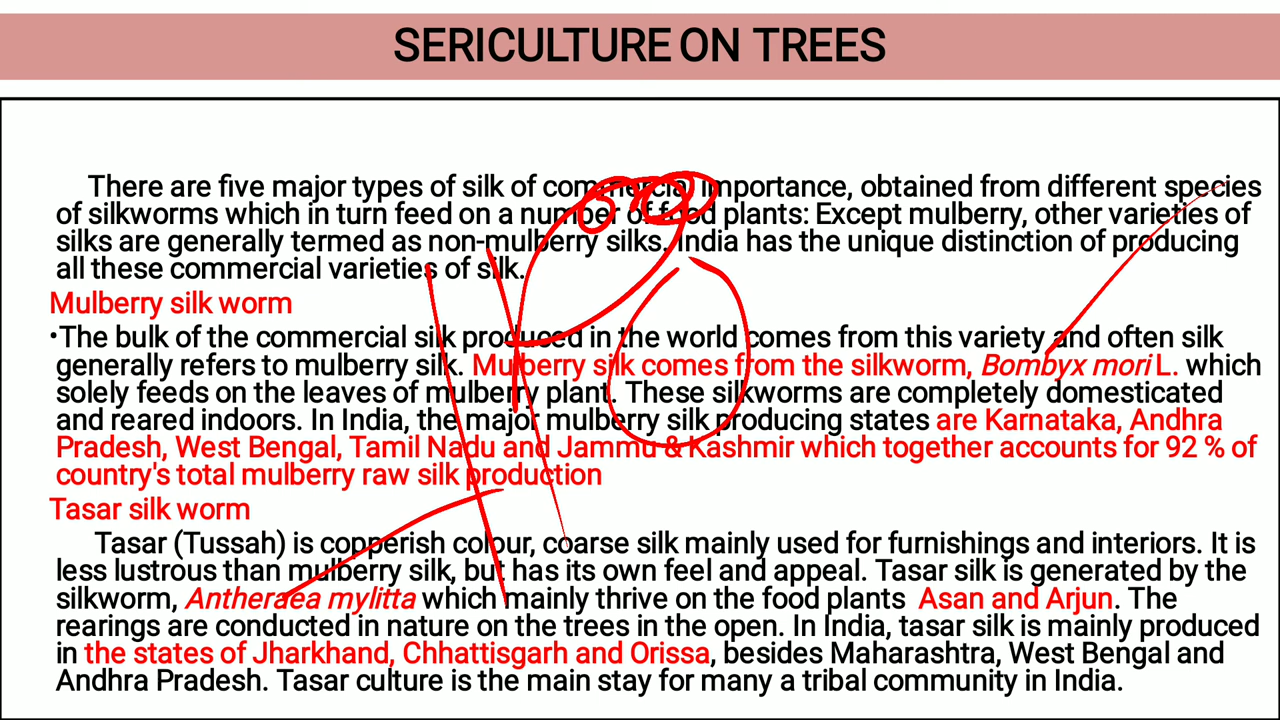 SERICULTURE ON TREES
There are five major types of silk of commercial importance, obtained from different species
of silkworms which in turn feed on a number of food plants: Except mulberry, other varieties of
silks are generally termed as non-mulberry silks. India has the unique distinction of producing
all these commercial varieties of silk.
Mulberry silk worm
•The bulk of the commercial silk produced in the world comes from this variety and often silk
generally refers to mulberry silk. Mulberry silk comes from the silkworm, Bombyx mori L. which
solely feeds on the leaves of mulberry plant. These silkworms are completely domesticated
and reared indoors. In India, the major mulberry silk producing states are Karnataka, Andhra
Pradesh, West Bengal, Tamil Nadu and Jammu & Kashmir which together accounts for 92 % of
country's total mulberry raw silk production
Tasar silk worm
Tasar (Tussah) is copperish colour, coarse silk mainly used for furnishings and interiors. It is
less lustrous than mulberry silk, but has its own feel and appeal. Tasar silk is generated by the
silkworm, Antheraea mylitta which mainly thrive on the food plants Asan and Arjun. The
rearings are conducted in nature on the trees in the open. In India, tasar silk is mainly produced
in the states of Jharkhand, Chhattisgarh and Orissa, besides Maharashtra, West Bengal and
Andhra Pradesh. Tasar culture is the main stay for many a tribal community in India.